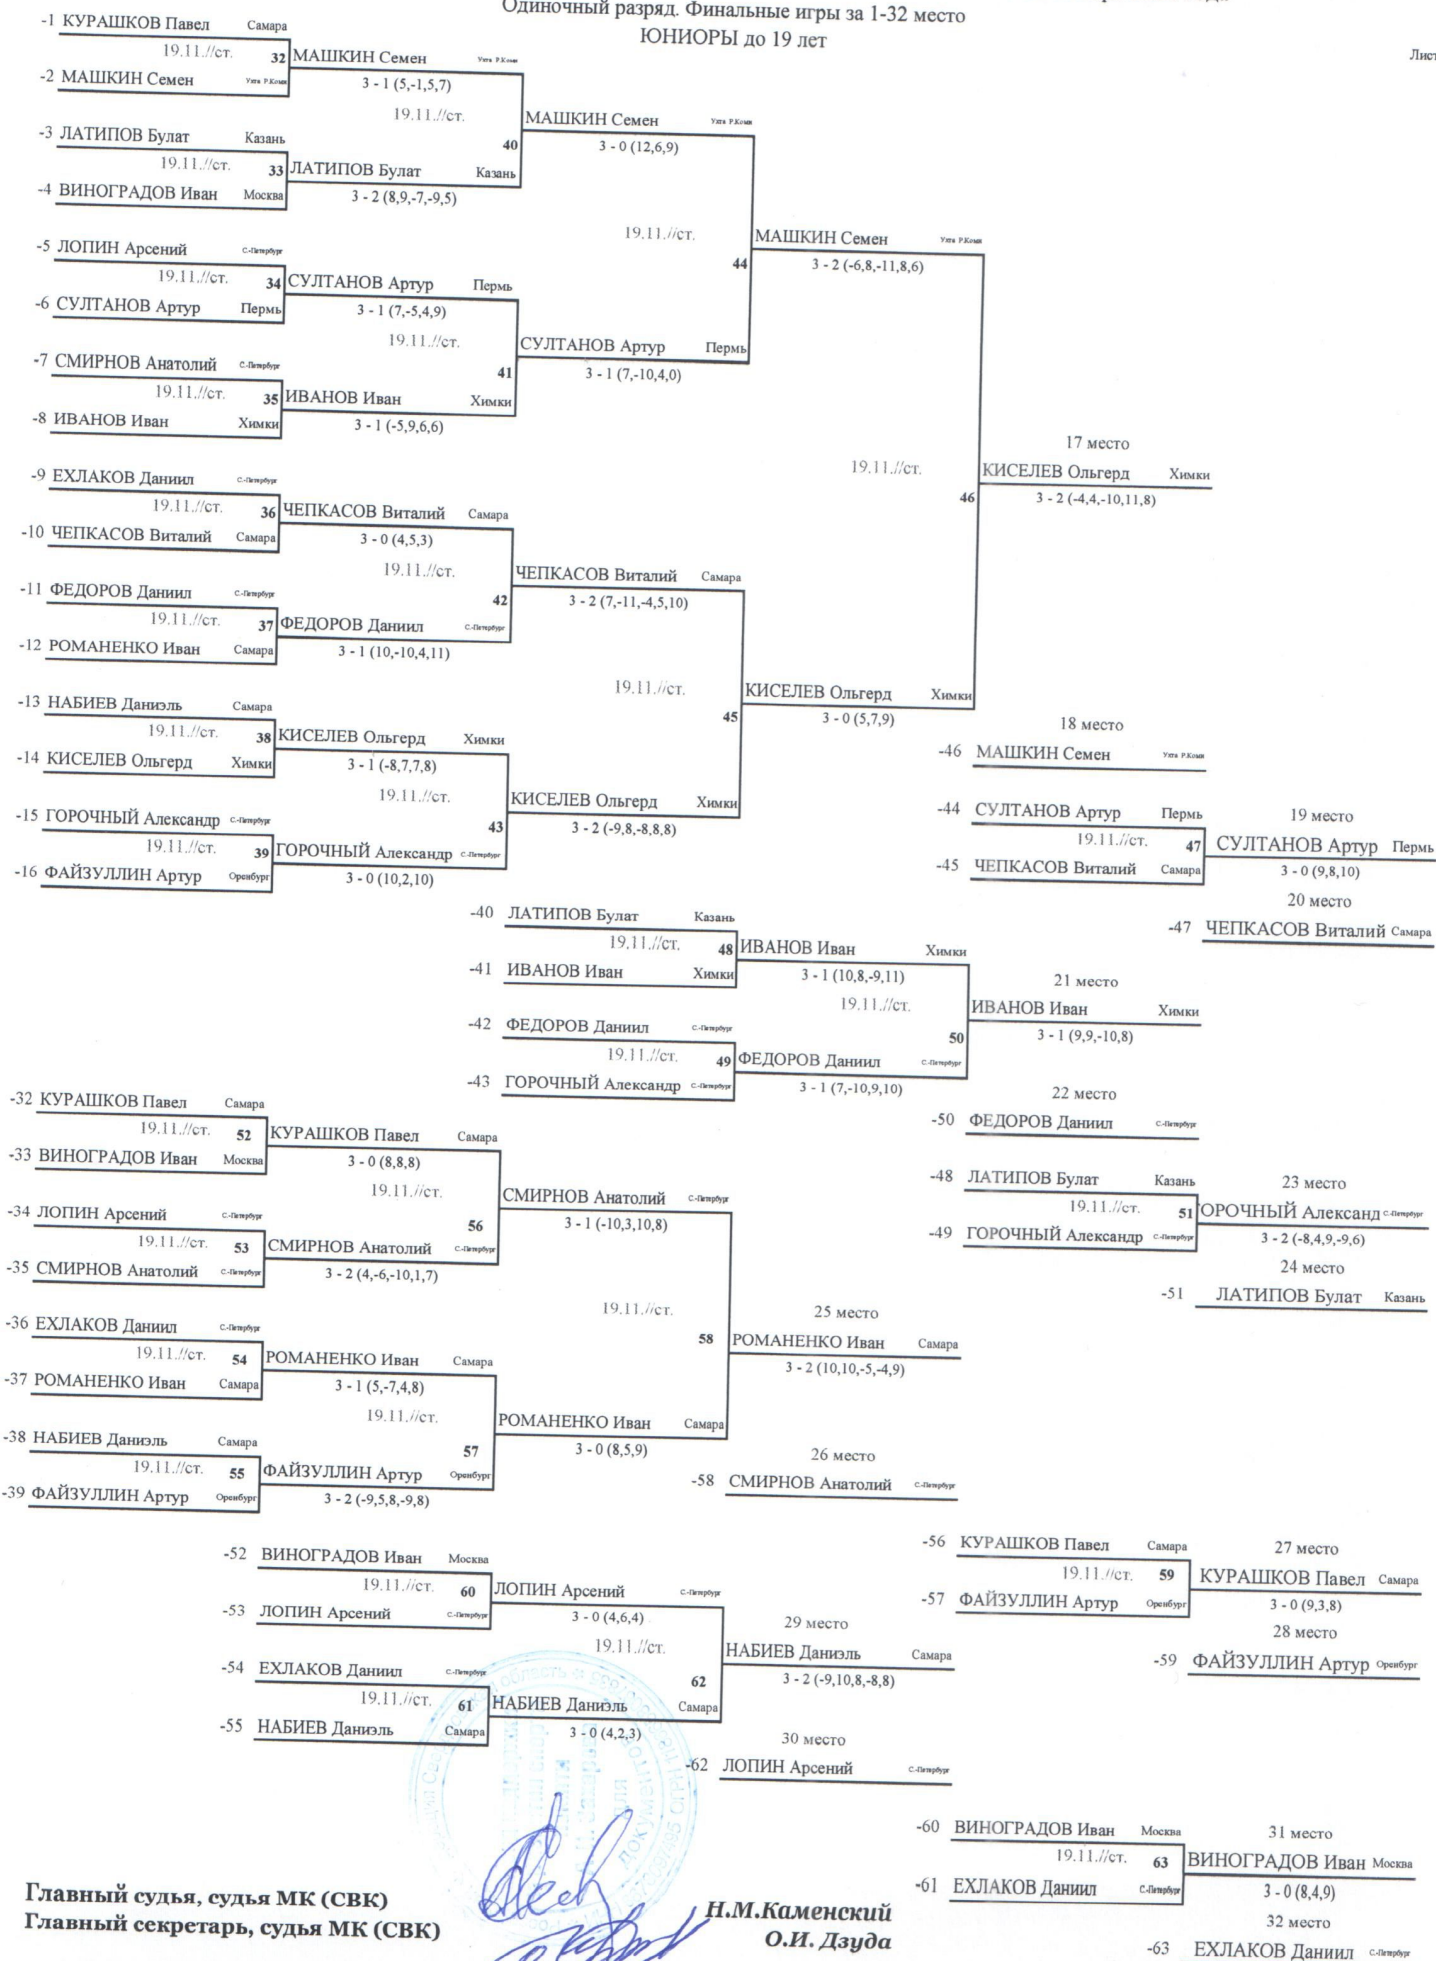 Одиночный разряд. Финальные игры за 1-32 место
ЮНИОРЫ до 19 лет
Лист
-1 КУРАШКОВ Павел Самара
19.11.//ст. 32 МАШКИН Семен Ухта Р.Коми
-2 МАШКИН Семен Ухта Р.Коми
3 - 1 (5,-1,5,7)
19.11.//ст.
40 МАШКИН Семен Ухта Р.Коми
3 - 0 (12,6,9)
-3 ЛАТИПОВ Булат Казань
19.11.//ст. 33 ЛАТИПОВ Булат Казань
-4 ВИНОГРАДОВ Иван Москва
3 - 2 (8,9,-7,-9,5)
19.11.//ст.
44 МАШКИН Семен Ухта Р.Коми
3 - 2 (-6,8,-11,8,6)
-5 ЛОПИН Арсений С.-Петербург
19.11.//ст. 34 СУЛТАНОВ Артур Пермь
-6 СУЛТАНОВ Артур Пермь
3 - 1 (7,-5,4,9)
19.11.//ст.
41 СУЛТАНОВ Артур Пермь
3 - 1 (7,-10,4,0)
-7 СМИРНОВ Анатолий С.-Петербург
19.11.//ст. 35 ИВАНОВ Иван Химки
-8 ИВАНОВ Иван Химки
3 - 1 (-5,9,6,6)
17 место
19.11.//ст.
46 КИСЕЛЕВ Ольгерд Химки
3 - 2 (-4,4,-10,11,8)
-9 ЕХЛАКОВ Даниил С.-Петербург
19.11.//ст. 36 ЧЕПКАСОВ Виталий Самара
-10 ЧЕПКАСОВ Виталий Самара
3 - 0 (4,5,3)
19.11.//ст.
42 ЧЕПКАСОВ Виталий Самара
3 - 2 (7,-11,-4,5,10)
-11 ФЕДОРОВ Даниил С.-Петербург
19.11.//ст. 37 ФЕДОРОВ Даниил С.-Петербург
-12 РОМАНЕНКО Иван Самара
3 - 1 (10,-10,4,11)
19.11.//ст.
45 КИСЕЛЕВ Ольгерд Химки
3 - 0 (5,7,9)
-13 НАБИЕВ Даниэль Самара
19.11.//ст. 38 КИСЕЛЕВ Ольгерд Химки
-14 КИСЕЛЕВ Ольгерд Химки
3 - 1 (-8,7,7,8)
19.11.//ст.
43 КИСЕЛЕВ Ольгерд Химки
3 - 2 (-9,8,-8,8,8)
-15 ГОРОЧНЫЙ Александр С.-Петербург
19.11.//ст. 39 ГОРОЧНЫЙ Александр С.-Петербург
-16 ФАЙЗУЛЛИН Артур Оренбург
3 - 0 (10,2,10)
18 место
-46 МАШКИН Семен Ухта Р.Коми
-44 СУЛТАНОВ Артур Пермь
19 место
19.11.//ст. 47 СУЛТАНОВ Артур Пермь
-45 ЧЕПКАСОВ Виталий Самара
3 - 0 (9,8,10)
20 место
-47 ЧЕПКАСОВ Виталий Самара
-40 ЛАТИПОВ Булат Казань
19.11.//ст. 48 ИВАНОВ Иван Химки
-41 ИВАНОВ Иван Химки
3 - 1 (10,8,-9,11)
21 место
19.11.//ст.
50 ИВАНОВ Иван Химки
3 - 1 (9,9,-10,8)
-42 ФЕДОРОВ Даниил С.-Петербург
19.11.//ст. 49 ФЕДОРОВ Даниил С.-Петербург
-43 ГОРОЧНЫЙ Александр С.-Петербург
3 - 1 (7,-10,9,10)
22 место
-50 ФЕДОРОВ Даниил С.-Петербург
-48 ЛАТИПОВ Булат Казань
23 место
19.11.//ст. 51 ОРОЧНЫЙ Александ С.-Петербург
-49 ГОРОЧНЫЙ Александр С.-Петербург
3 - 2 (-8,4,9,-9,6)
24 место
-51 ЛАТИПОВ Булат Казань
-32 КУРАШКОВ Павел Самара
19.11.//ст. 52 КУРАШКОВ Павел Самара
-33 ВИНОГРАДОВ Иван Москва
3 - 0 (8,8,8)
19.11.//ст.
56 СМИРНОВ Анатолий С.-Петербург
3 - 1 (-10,3,10,8)
-34 ЛОПИН Арсений С.-Петербург
19.11.//ст. 53 СМИРНОВ Анатолий С.-Петербург
-35 СМИРНОВ Анатолий С.-Петербург
3 - 2 (4,-6,-10,1,7)
25 место
19.11.//ст.
58 РОМАНЕНКО Иван Самара
3 - 2 (10,10,-5,-4,9)
-36 ЕХЛАКОВ Даниил С.-Петербург
19.11.//ст. 54 РОМАНЕНКО Иван Самара
-37 РОМАНЕНКО Иван Самара
3 - 1 (5,-7,4,8)
19.11.//ст.
57 РОМАНЕНКО Иван Самара
3 - 0 (8,5,9)
-38 НАБИЕВ Даниэль Самара
19.11.//ст. 55 ФАЙЗУЛЛИН Артур Оренбург
-39 ФАЙЗУЛЛИН Артур Оренбург
3 - 2 (-9,5,8,-9,8)
26 место
-58 СМИРНОВ Анатолий С.-Петербург
-56 КУРАШКОВ Павел Самара
27 место
19.11.//ст. 59 КУРАШКОВ Павел Самара
-57 ФАЙЗУЛЛИН Артур Оренбург
3 - 0 (9,3,8)
28 место
-59 ФАЙЗУЛЛИН Артур Оренбург
-52 ВИНОГРАДОВ Иван Москва
19.11.//ст. 60 ЛОПИН Арсений С.-Петербург
-53 ЛОПИН Арсений С.-Петербург
3 - 0 (4,6,4)
29 место
19.11.//ст.
62 НАБИЕВ Даниэль Самара
3 - 2 (-9,10,8,-8,8)
-54 ЕХЛАКОВ Даниил С.-Петербург
19.11.//ст. 61 НАБИЕВ Даниэль Самара
-55 НАБИЕВ Даниэль Самара
3 - 0 (4,2,3)
30 место
-62 ЛОПИН Арсений С.-Петербург
-60 ВИНОГРАДОВ Иван Москва
31 место
19.11.//ст. 63 ВИНОГРАДОВ Иван Москва
-61 ЕХЛАКОВ Даниил С.-Петербург
3 - 0 (8,4,9)
32 место
-63 ЕХЛАКОВ Даниил С.-Петербург
Главный судья, судья МК (СВК) Н.М.Каменский
Главный секретарь, судья МК (СВК) О.И. Дзуда
для
документов